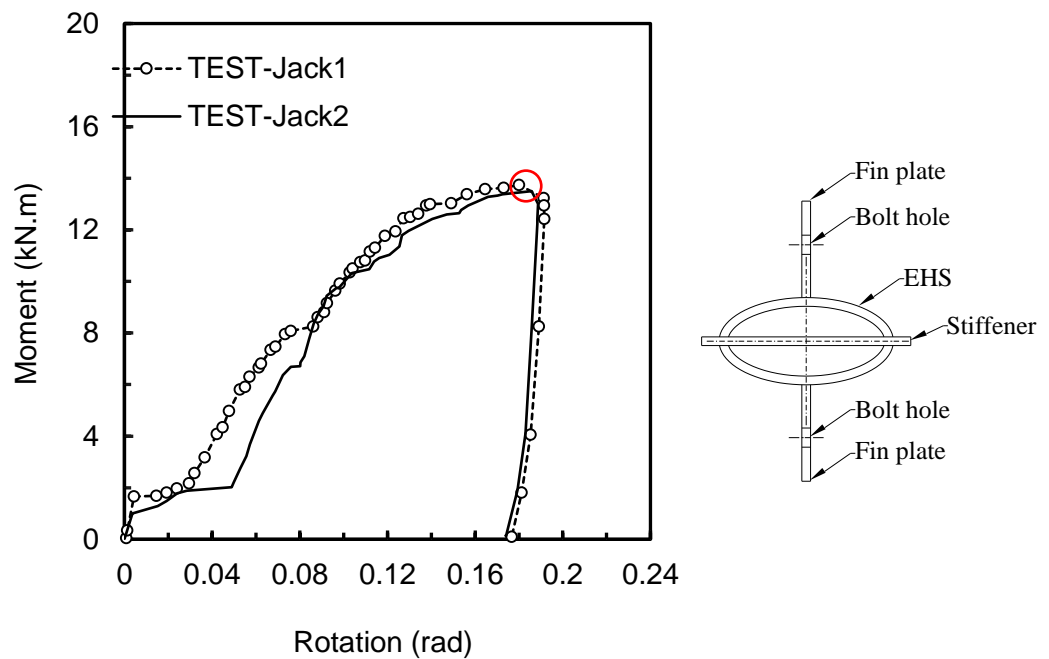 20
16
12
8
4
0
Moment (kN.m)
TEST-Jack1
TEST-Jack2
0 0.04 0.08 0.12 0.16 0.2 0.24
Rotation (rad)
Fin plate
Bolt hole
EHS
Stiffener
Bolt hole
Fin plate